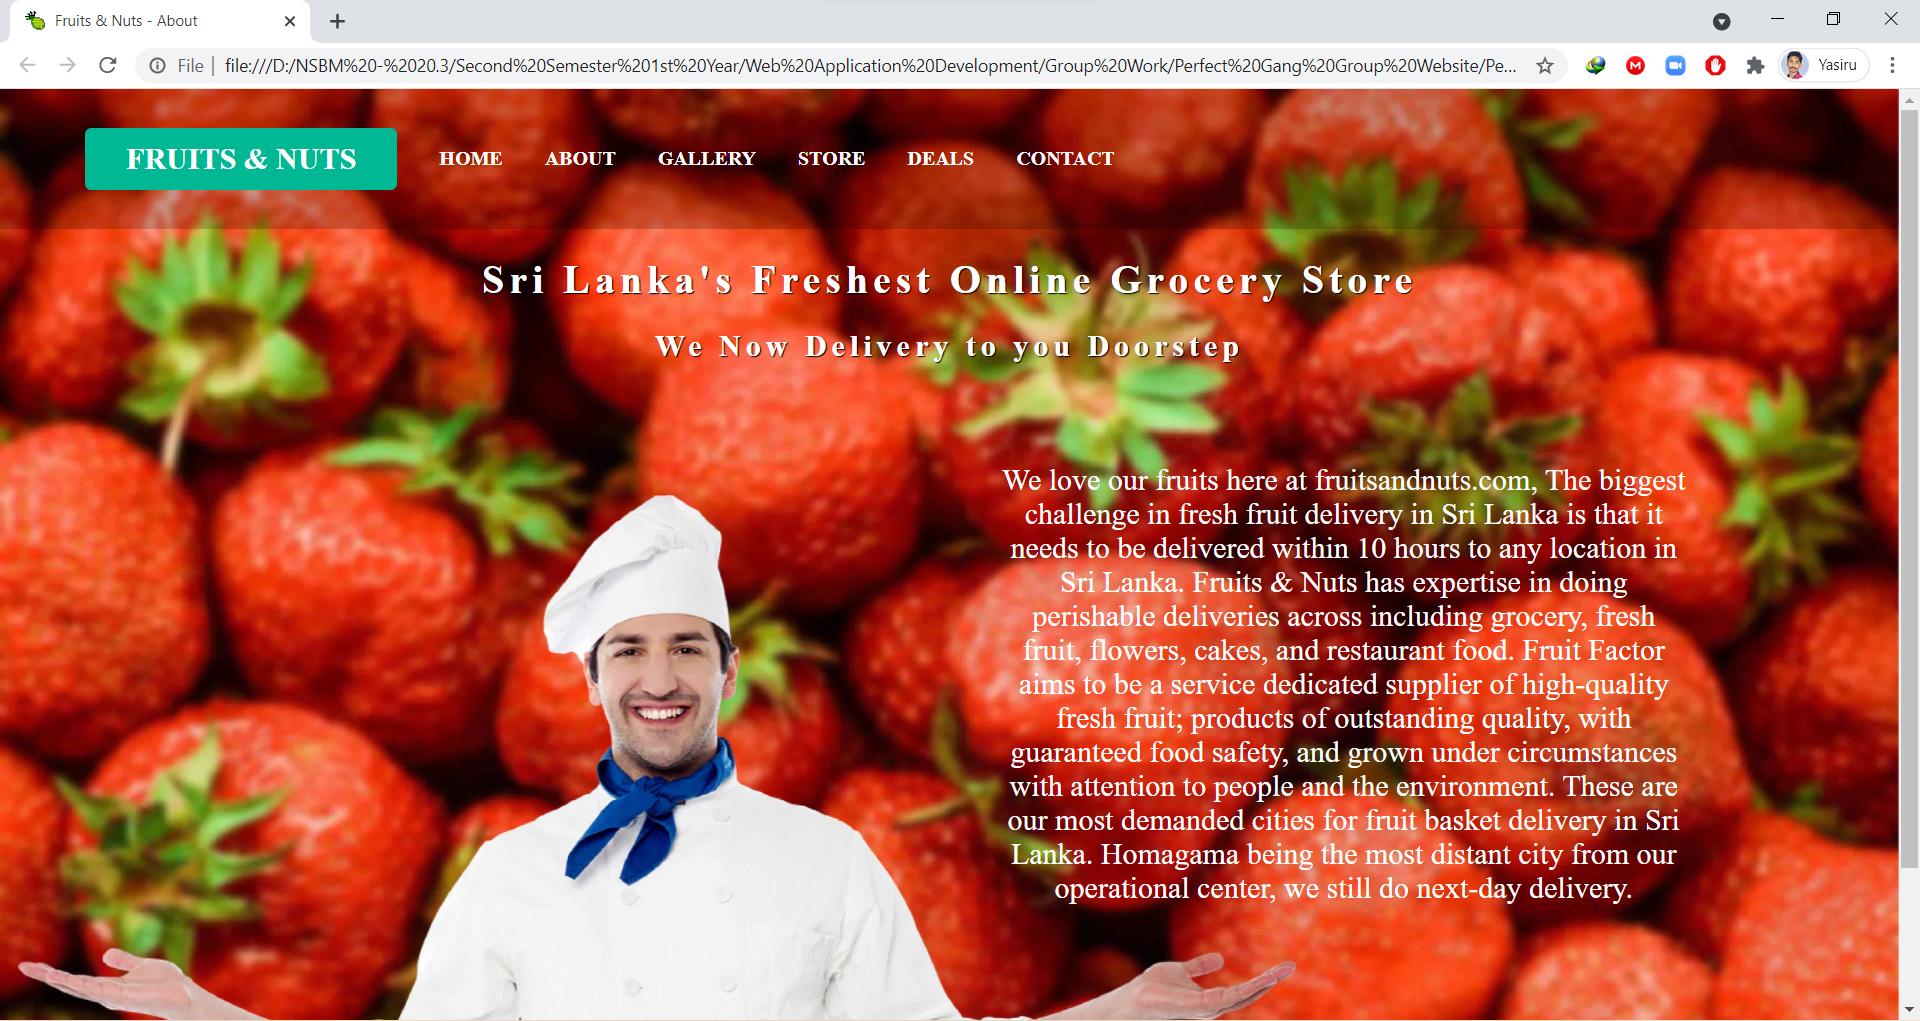 Fruits & Nuts - About
File
file:///D:/NSBM%20-%2020.3/Second%20Semester%201st%20Year/Web%20Application%20Development/Group%20Work/Perfect%20Gang%20Group%20Website/Pe...
M
Yasiru
FRUITS & NUTS
HOME
ABOUT
GALLERY
STORE
DEALS
CONTACT
Sri Lanka's Freshest Online Grocery Store
We Now Delivery to you Doorstep
We love our fruits here at fruitsandnuts.com, The biggest
challenge in fresh fruit delivery in Sri Lanka is that it
needs to be delivered within 10 hours to any location in
Sri Lanka. Fruits & Nuts has expertise in doing
perishable deliveries across including grocery, fresh
fruit, flowers, cakes, and restaurant food. Fruit Factor
aims to be a service dedicated supplier of high-quality
fresh fruit; products of outstanding quality, with
guaranteed food safety, and grown under circumstances
with attention to people and the environment. These are
our most demanded cities for fruit basket delivery in Sri
Lanka. Homagama being the most distant city from our
operational center, we still do next-day delivery.